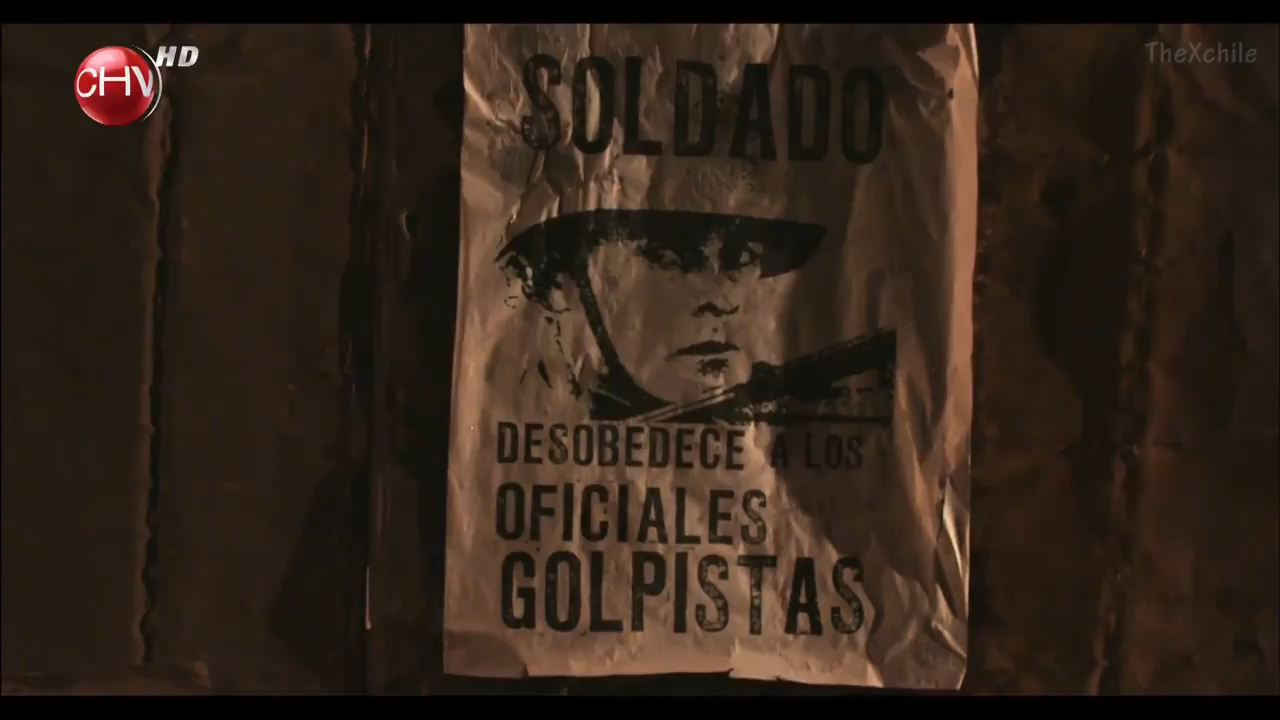 CHV HD
TheXchile
SOLDADO
DESOBEDECE A LOS
OFICIALES
GOLPISTAS